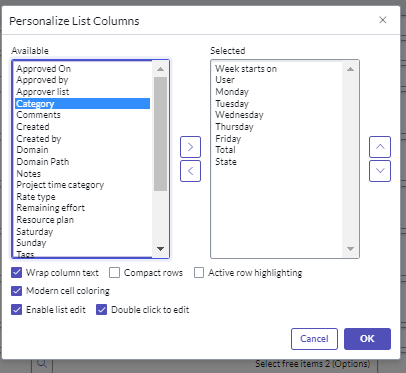 Personalize List Columns
Available
Selected
Approved On
Approved by
Approver list
Category
Comments
Created
Created by
Domain
Domain Path
Notes
Project time category
Rate type
Remaining effort
Resource plan
Saturday
Sunday
Tags
Week starts on
User
Monday
Tuesday
Wednesday
Thursday
Friday
Total
State
Wrap column text
Compact rows
Active row highlighting
Modern cell coloring
Enable list edit
Double click to edit
Cancel
OK
Select free items 2 (Options)